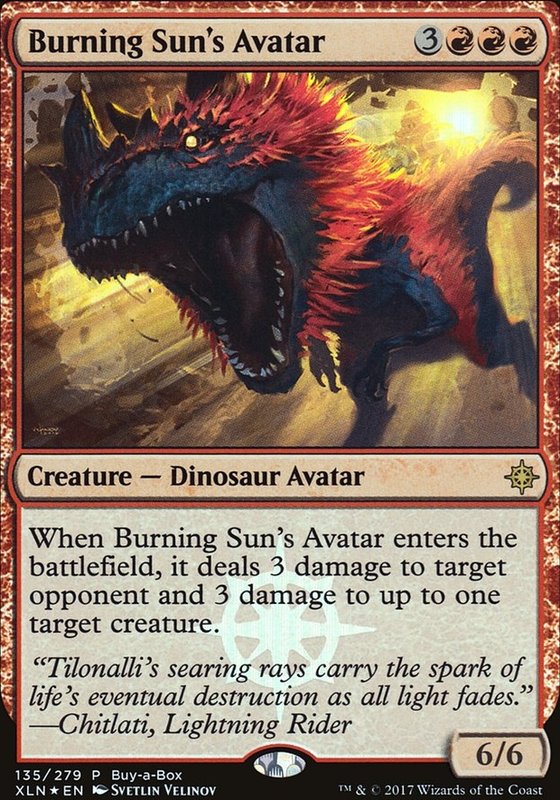 Burning Sun's Avatar 3
Creature — Dinosaur Avatar
When Burning Sun's Avatar enters the
battlefield, it deals 3 damage to target
opponent and 3 damage to up to one
target creature.
“Tilonalli's searing rays carry the spark of
life's eventual destruction as all light fades.”
—Chitlati, Lightning Rider
6/6
135/279 P Buy-a-Box
XLN★EN Svetlin Velinov
™ & © 2017 Wizards of the Coast